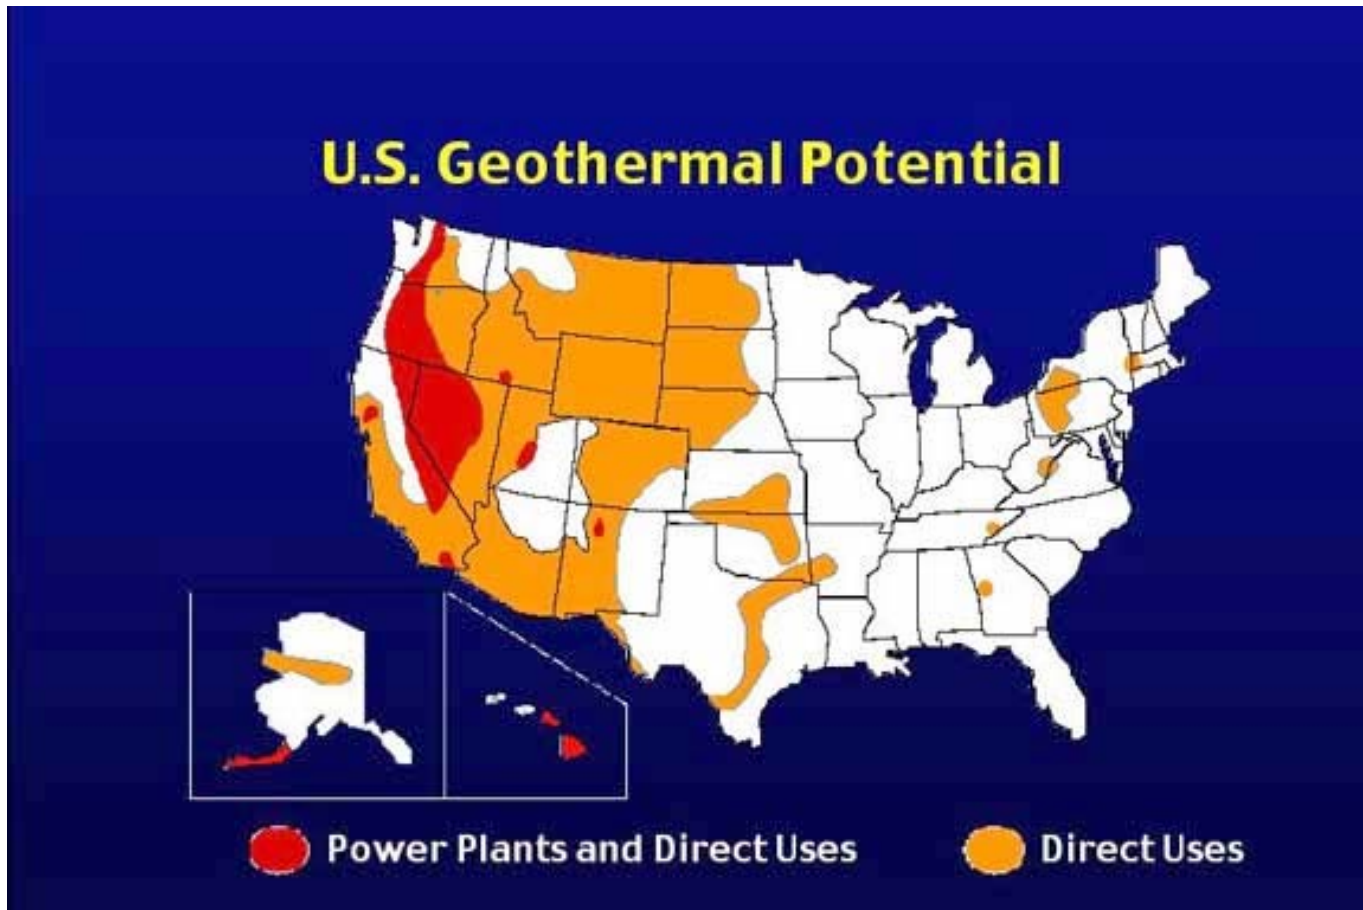 U.S. Geothermal Potential
Power Plants and Direct Uses
Direct Uses